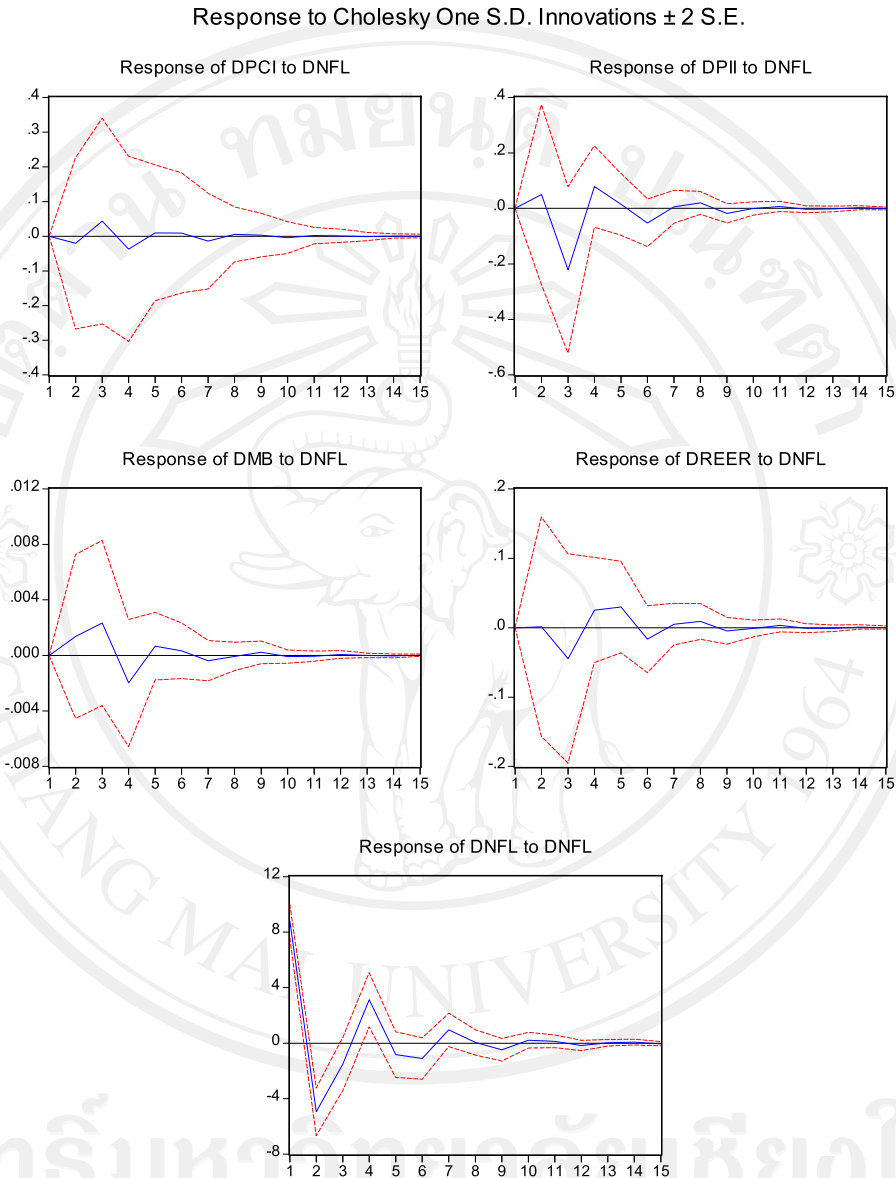 Response to Cholesky One S.D. Innovations ± 2 S.E.
Response of DPCI to DNFL
.4
.3
.2
.1
.0
-.1
-.2
-.3
-.4
1 2 3 4 5 6 7 8 9 10 11 12 13 14 15
Response of DPII to DNFL
.4
.2
.0
-.2
-.4
-.6
1 2 3 4 5 6 7 8 9 10 11 12 13 14 15
Response of DMB to DNFL
.012
.008
.004
.000
-.004
-.008
1 2 3 4 5 6 7 8 9 10 11 12 13 14 15
Response of DREER to DNFL
.2
.1
.0
-.1
-.2
1 2 3 4 5 6 7 8 9 10 11 12 13 14 15
Response of DNFL to DNFL
12
8
4
0
-4
-8
1 2 3 4 5 6 7 8 9 10 11 12 13 14 15
CHIANG MAI UNIVERSITY 1964